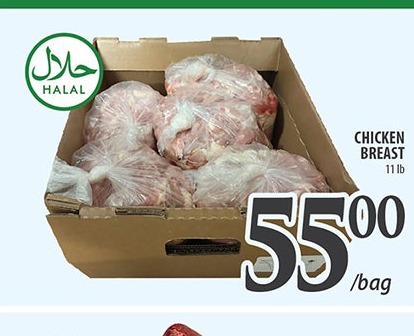 حلال
HALAL
CHICKEN
BREAST
11 lb
55.00
/bag